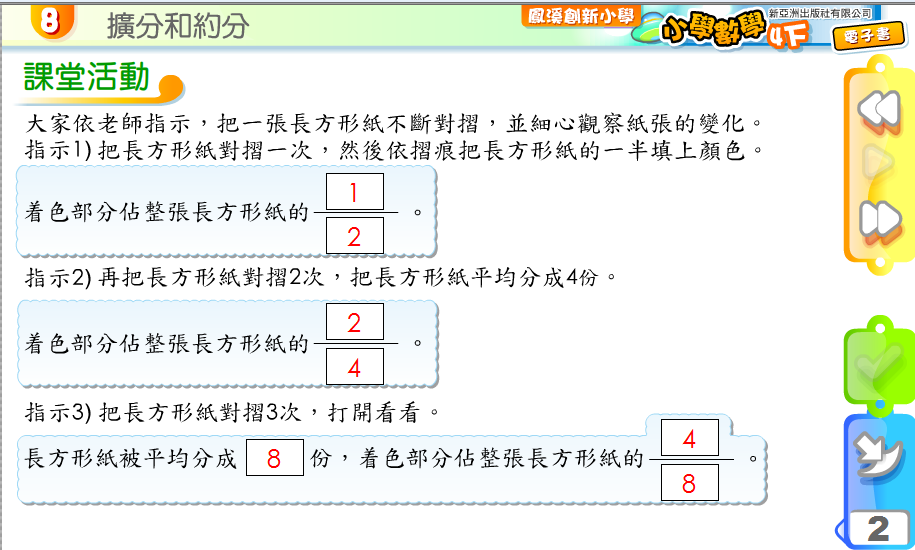 8 擴分和約分
鳳溪創新小學
小學數學 4下
新亞洲出版社有限公司
電子書
課堂活動
大家依老師指示，把一張長方形紙不斷對摺，並細心觀察紙張的變化。
指示1) 把長方形紙對摺一次，然後依摺痕把長方形紙的一半填上顏色。
1
着色部分佔整張長方形紙的 。
2
指示2) 再把長方形紙對摺2次，把長方形紙平均分成4份。
2
着色部分佔整張長方形紙的 。
4
指示3) 把長方形紙對摺3次，打開看看。
4
長方形紙被平均分成 8 份，着色部分佔整張長方形紙的 。
8
2